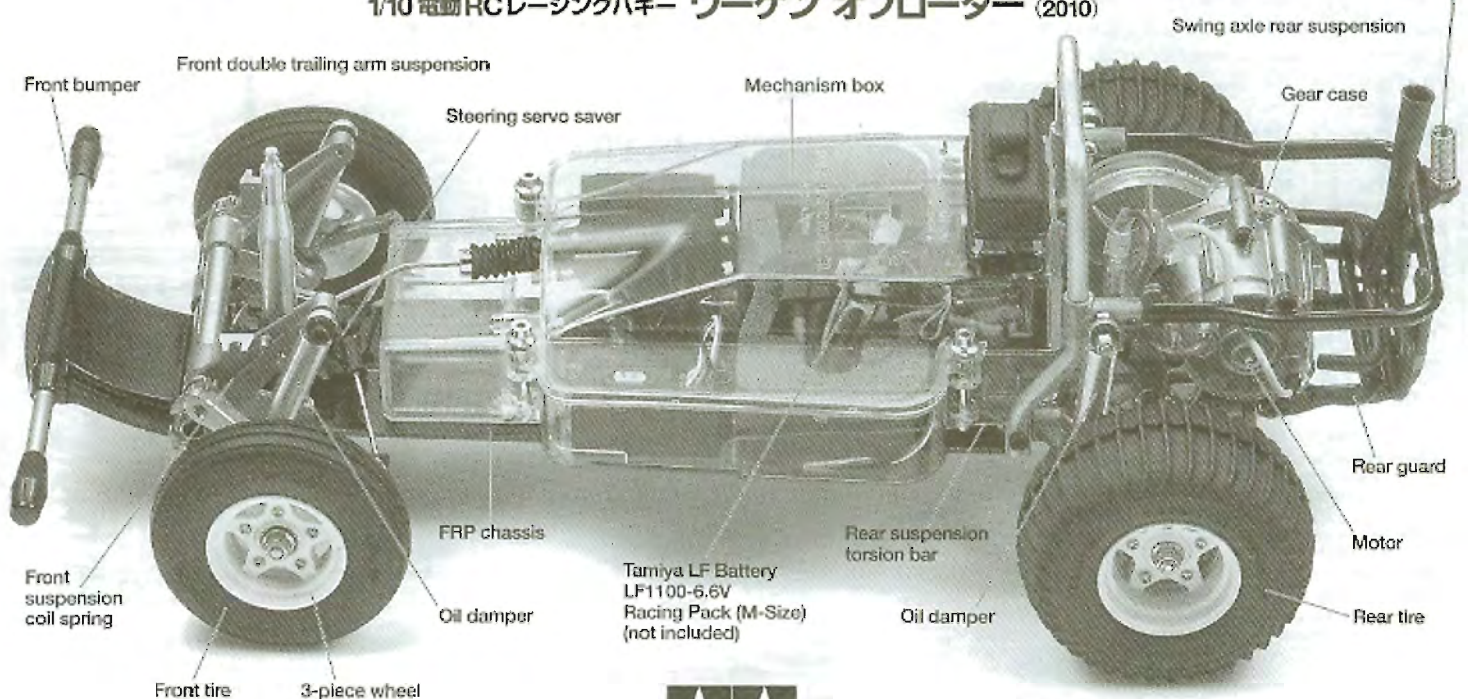 1/10 電動RCレーシングバギー ワーゲン オフローダー (2010)
Swing axle rear suspension
Front double trailing arm suspension
Front bumper
Mechanism box
Gear case
Steering servo saver
Rear guard
FRP chassis
Rear suspension
torsion bar
Motor
Tamiya LF Battery
LF1100-6.6V
Racing Pack (M-Size)
(not included)
Front
suspension
coil spring
Oil damper
Oil damper
Rear tire
Front tire
3-piece wheel